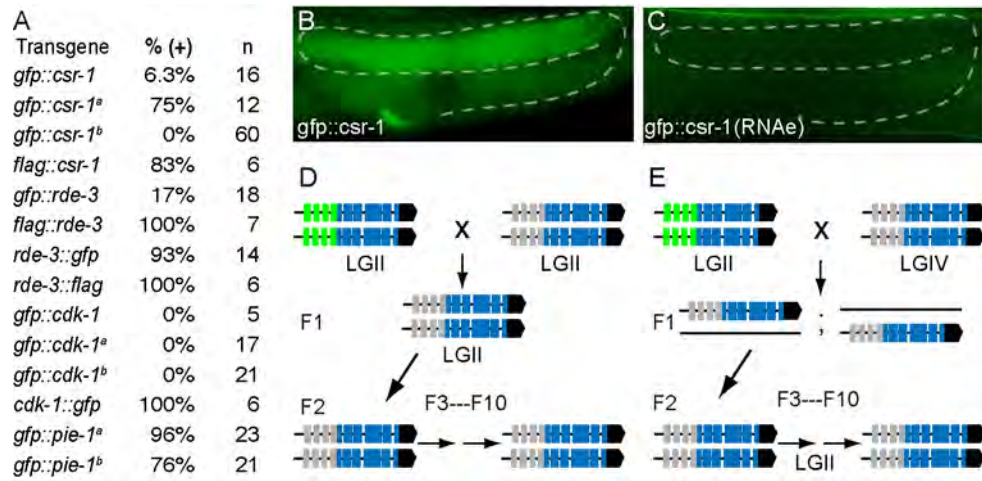 A
Transgene % (+) n
gfp::csr-1 6.3% 16
gfp::csr-1ᵃ 75% 12
gfp::csr-1ᵇ 0% 60
flag::csr-1 83% 6
gfp::rde-3 17% 18
flag::rde-3 100% 7
rde-3::gfp 93% 14
rde-3::flag 100% 6
gfp::cdk-1 0% 5
gfp::cdk-1ᵃ 0% 17
gfp::cdk-1ᵇ 0% 21
cdk-1::gfp 100% 6
gfp::pie-1ᵃ 96% 23
gfp::pie-1ᵇ 76% 21
B
gfp::csr-1
C
gfp::csr-1(RNAe)
D
X
LGII LGII
F1
LGII
F2 F3---F10
E
X
LGII LGIV
F1 ;
F2 F3---F10
LGII